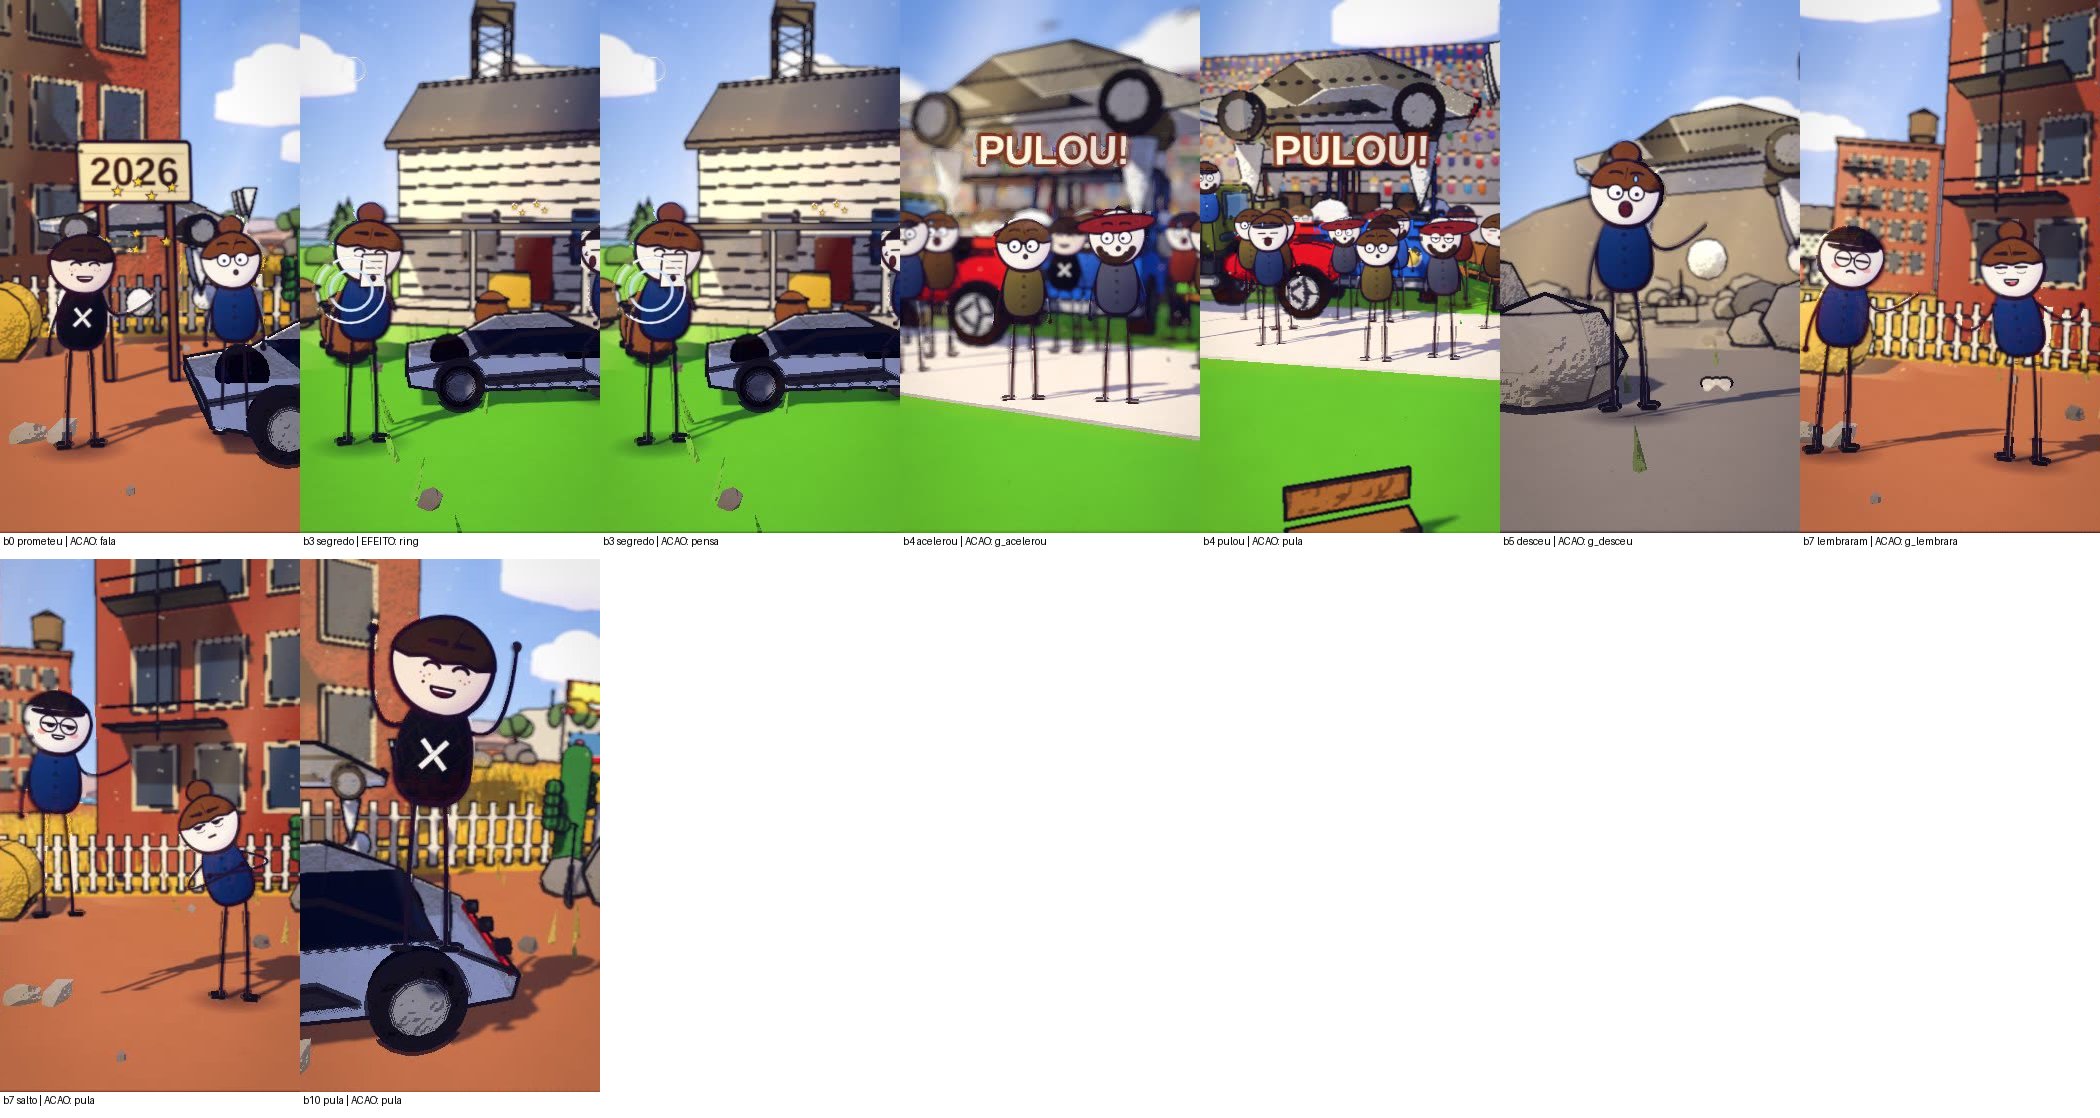 2026
PULOU!
PULOU!
b0 prometeu | ACAO: fala
b3 segredo | EFEITO: ring
b3 segredo | ACAO: pensa
b4 acelerou | ACAO: g_acelerou
b4 pulou | ACAO: pula
b5 desceu | ACAO: g_desceu
b7 lembraram | ACAO: g_lembrara
X
b7 salto | ACAO: pula
b10 pula | ACAO: pula